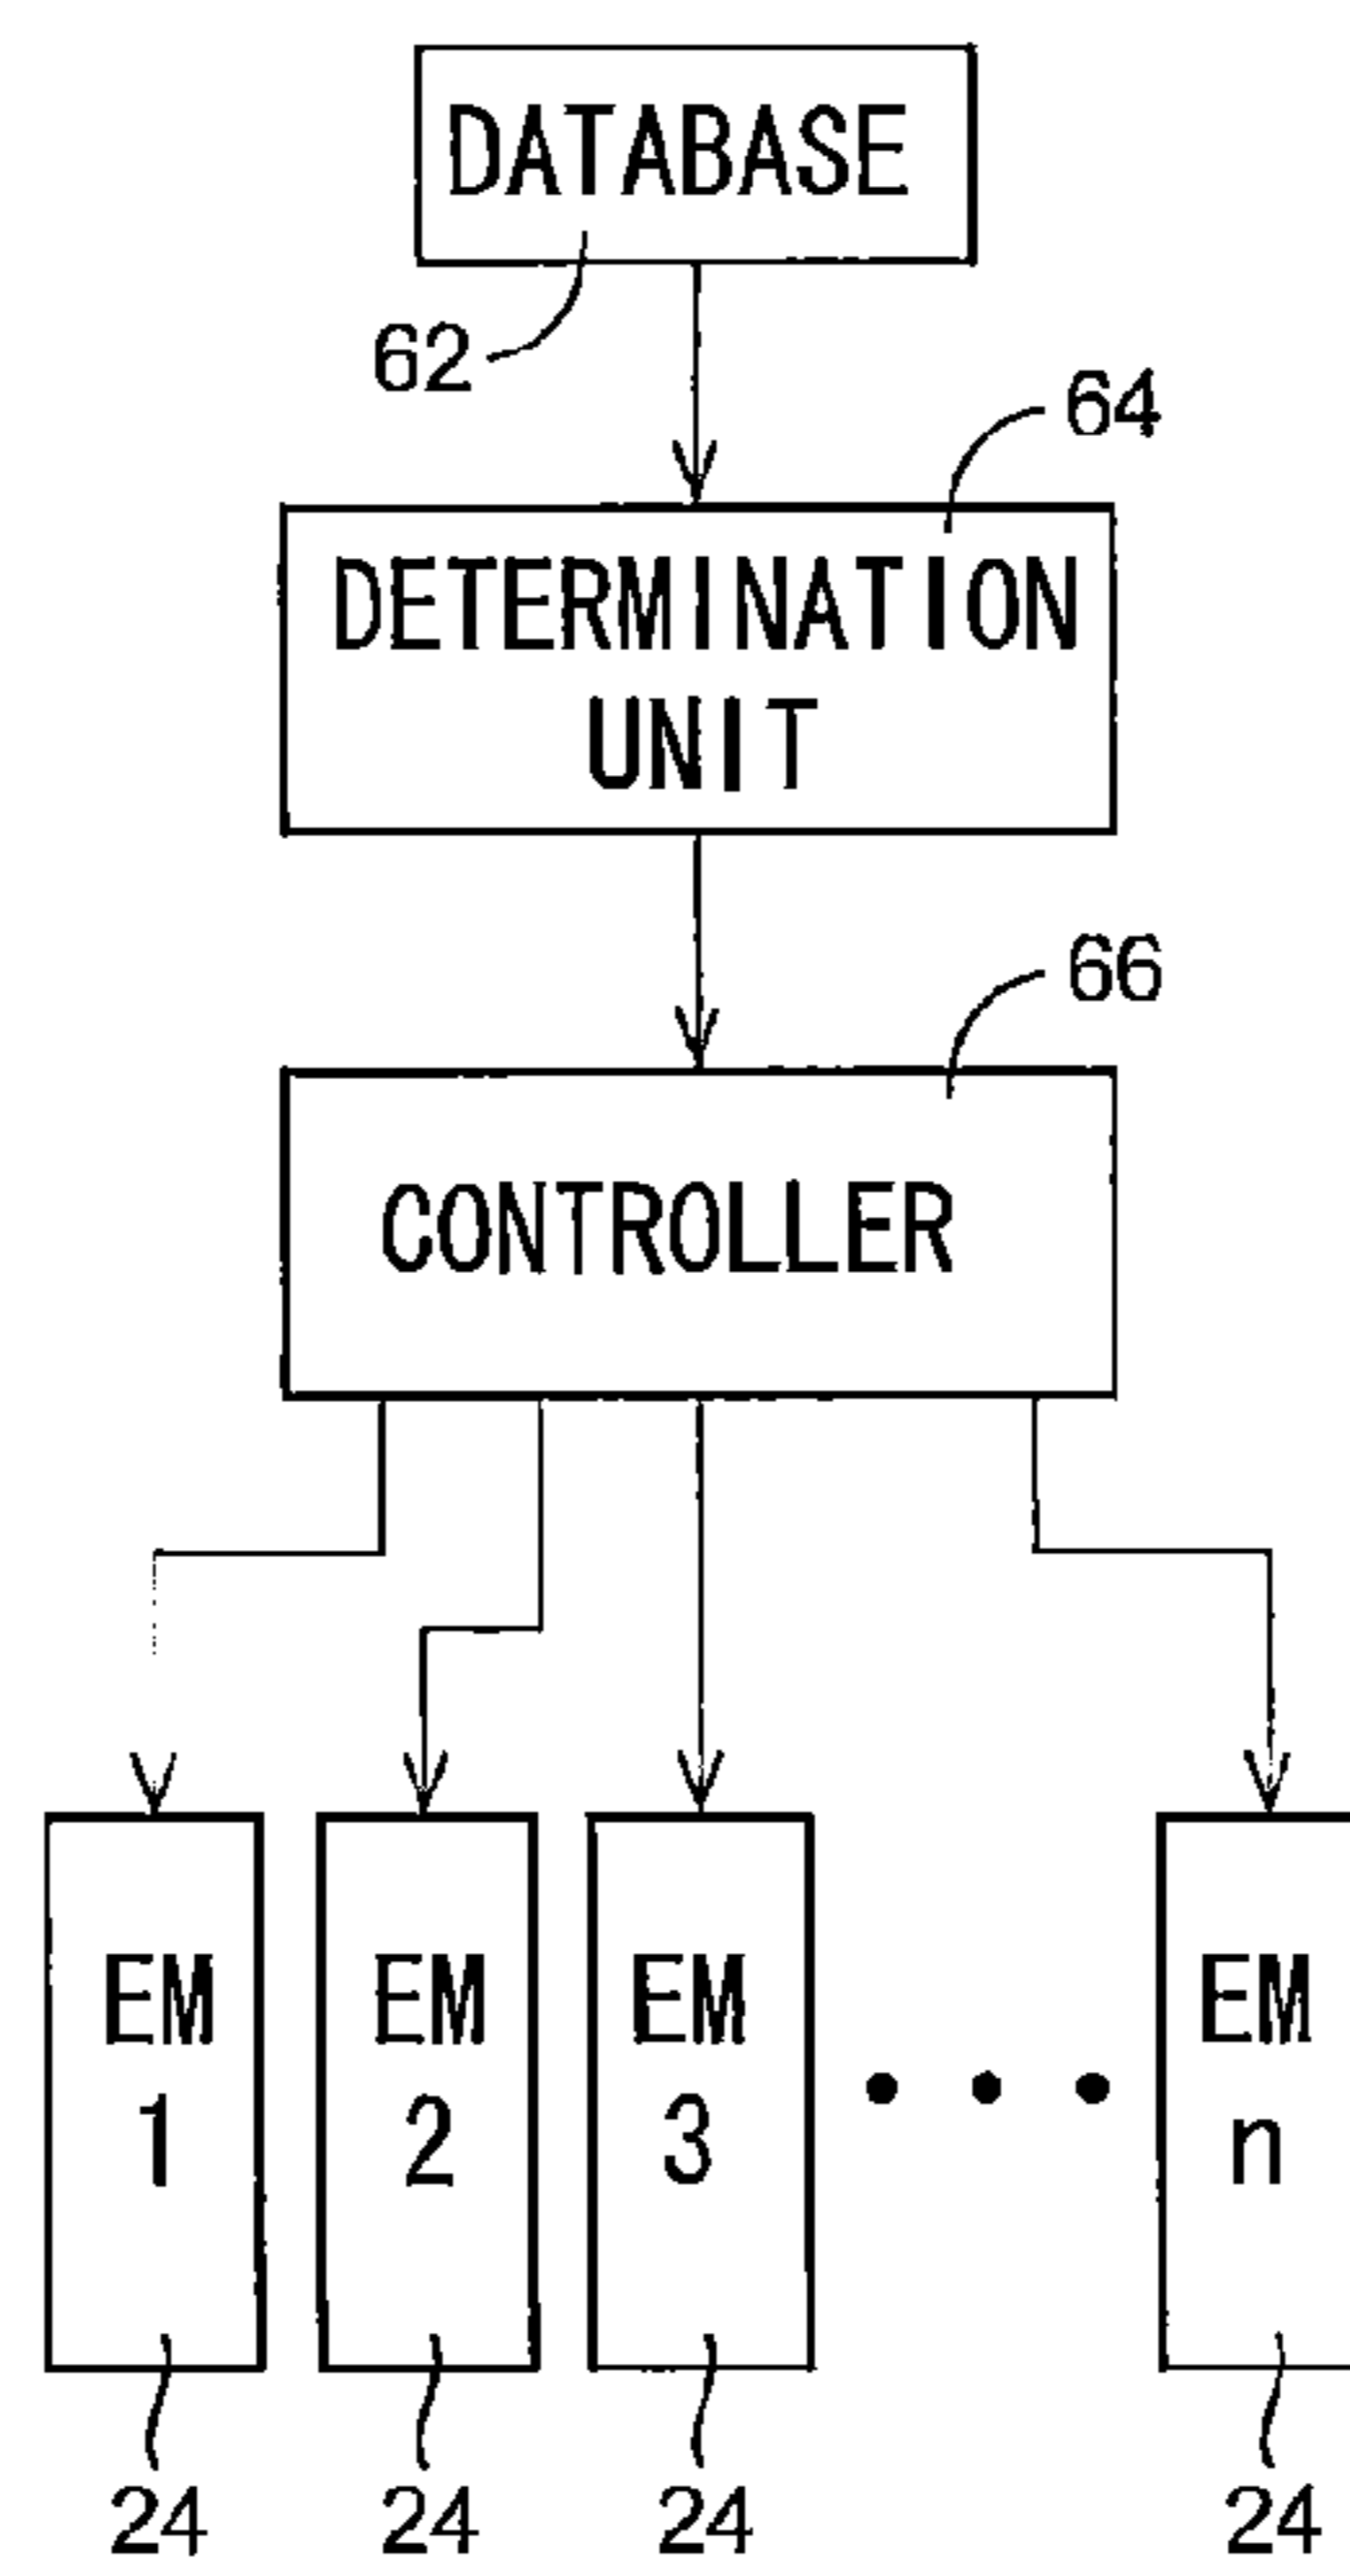 DATABASE
62
64
DETERMINATION
UNIT
66
CONTROLLER
EM
1
EM
2
EM
3
EM
n
24
24
24
24